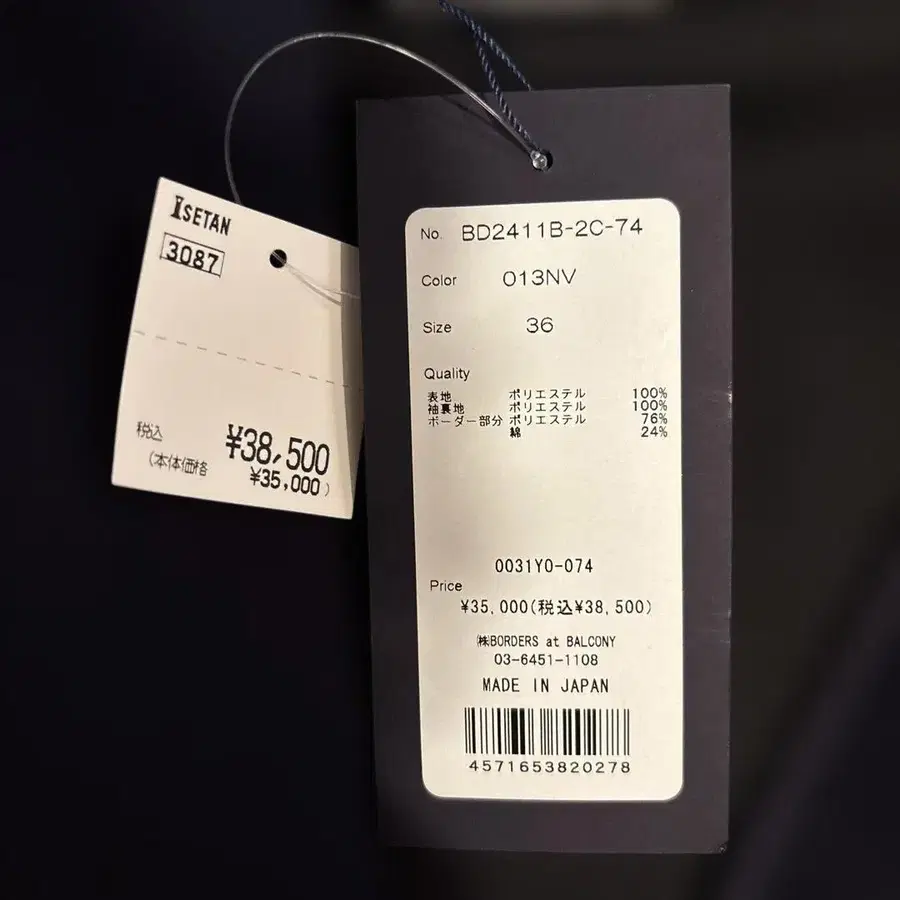 ISETAN
3087
税込 ¥38,500
(本体価格 ¥35,000)
No. BD2411B-2C-74
Color 013NV
Size 36
Quality
表地 ポリエステル 100%
袖裏地 ポリエステル 100%
ボーダー部分 ポリエステル 76%
綿 24%
0031Y0-074
Price
¥35,000(税込¥38,500)
㈱BORDERS at BALCONY
03-6451-1108
MADE IN JAPAN
4571653820278